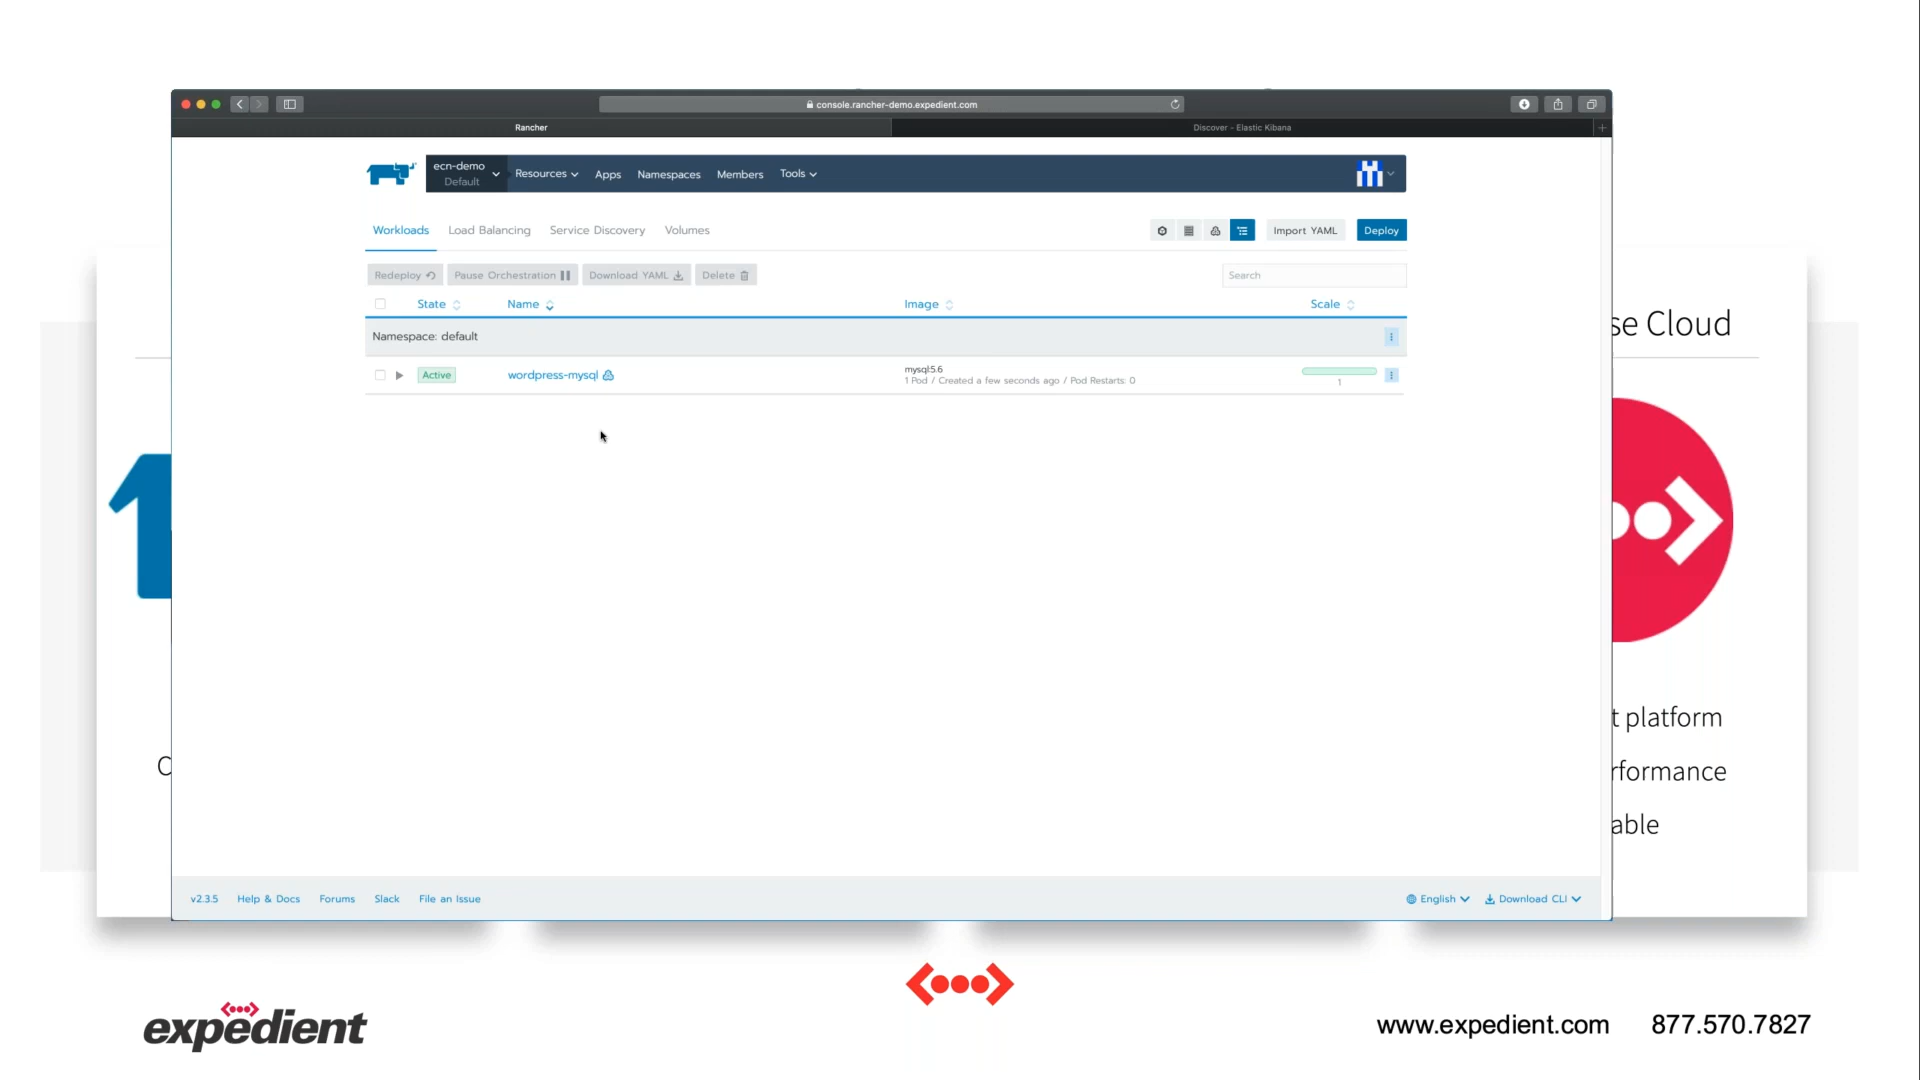 console.rancher-demo.expedient.com
Rancher
Discover - Elastic Kibana
ecn-demo
Default
Resources
Apps
Namespaces
Members
Tools
Workloads
Load Balancing
Service Discovery
Volumes
Import YAML
Deploy
Redeploy
Pause Orchestration
Download YAML
Delete
Search
State
Name
Image
Scale
Namespace: default
Active
wordpress-mysql
mysql:5.6
1 Pod / Created a few seconds ago / Pod Restarts: 0
1
se Cloud
t platform
rformance
able
v2.3.5
Help & Docs
Forums
Slack
File an Issue
English
Download CLI
expedient
www.expedient.com
877.570.7827